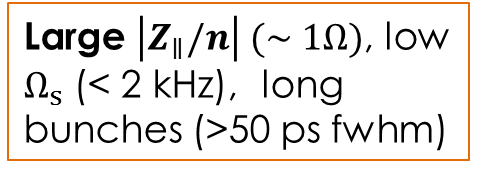 Large |Z∥/n| (~ 1Ω), low
Ωs (< 2 kHz),  long
bunches (>50 ps fwhm)